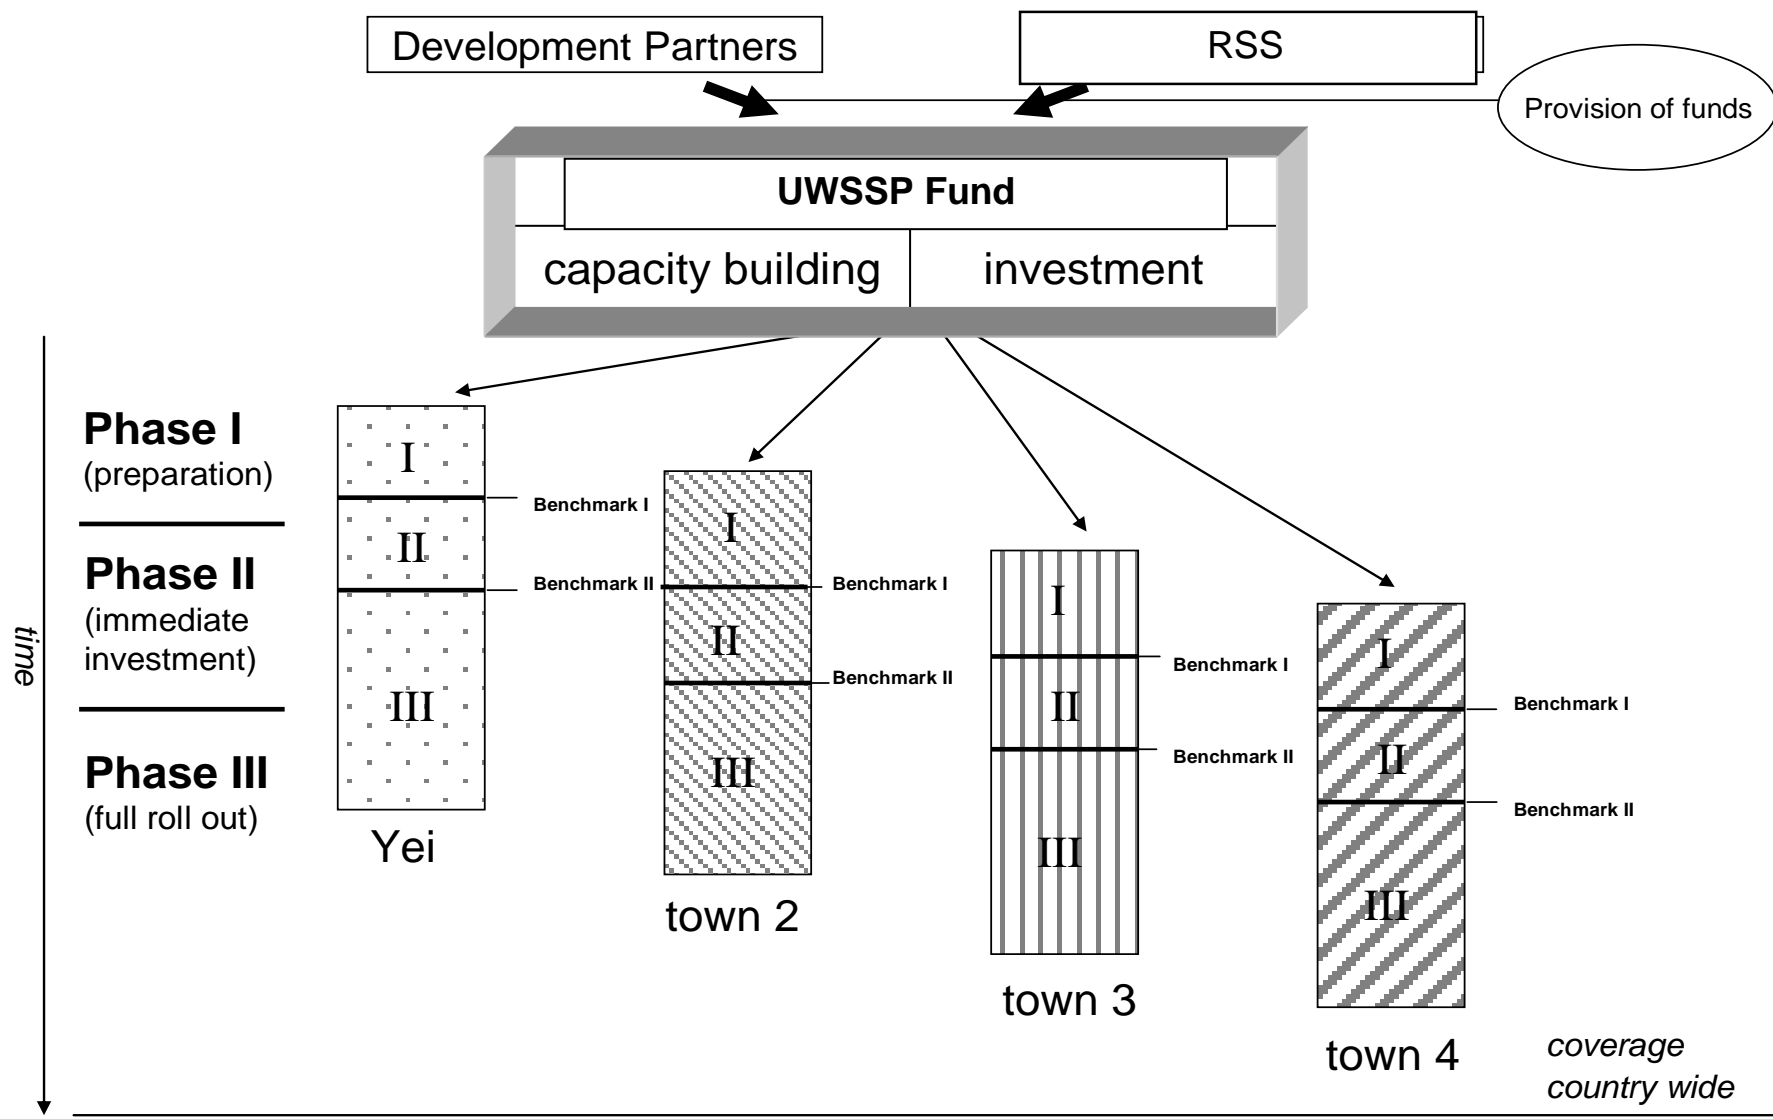 Development Partners
RSS
Provision of funds
UWSSP Fund
capacity building
investment
time
Phase I
(preparation)
Phase II
(immediate
investment)
Phase III
(full roll out)
I
II
III
Benchmark I
Benchmark II
Yei
I
II
III
Benchmark I
Benchmark II
town 2
I
II
III
Benchmark I
Benchmark II
town 3
I
II
III
Benchmark I
Benchmark II
town 4
coverage
country wide